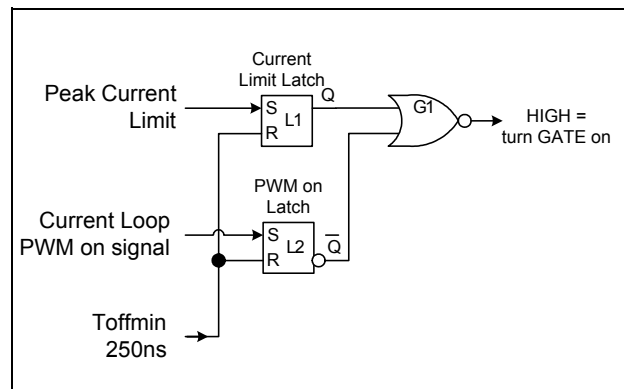 Current
Limit Latch
Peak Current
Limit
S
Q
L1
R
G1
HIGH =
turn GATE on
PWM on
Latch
Current Loop
PWM on signal
S
L2
R
Q
Toffmin
250ns